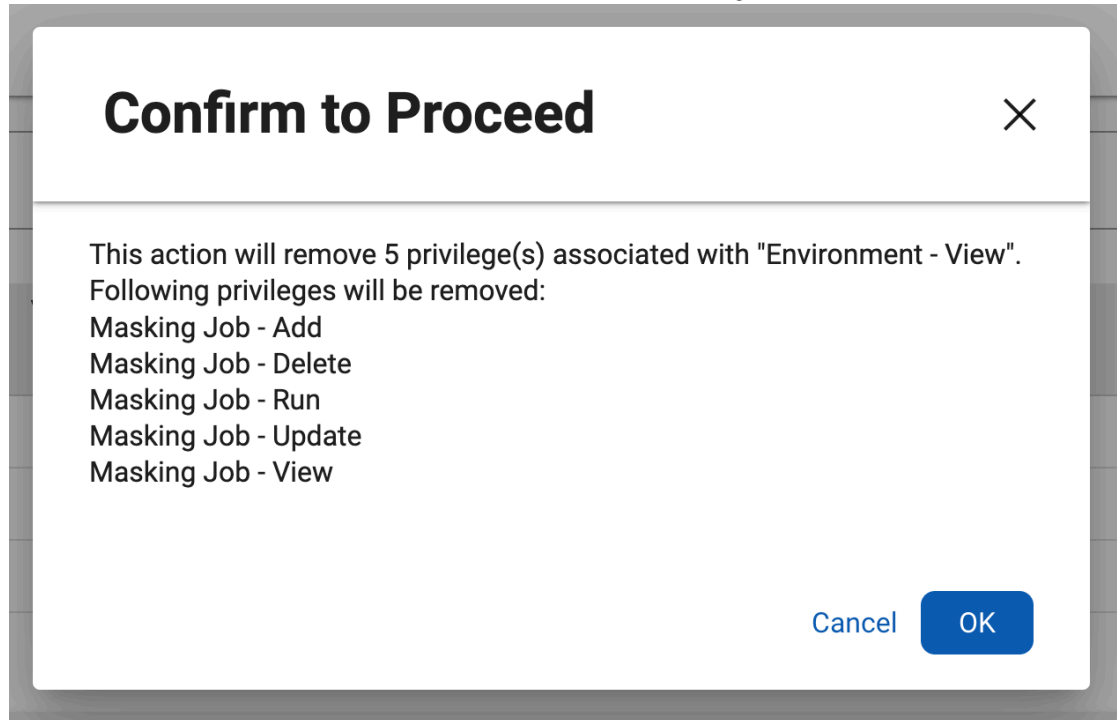 Confirm to Proceed
This action will remove 5 privilege(s) associated with "Environment - View".
Following privileges will be removed:
Masking Job - Add
Masking Job - Delete
Masking Job - Run
Masking Job - Update
Masking Job - View
Cancel
OK